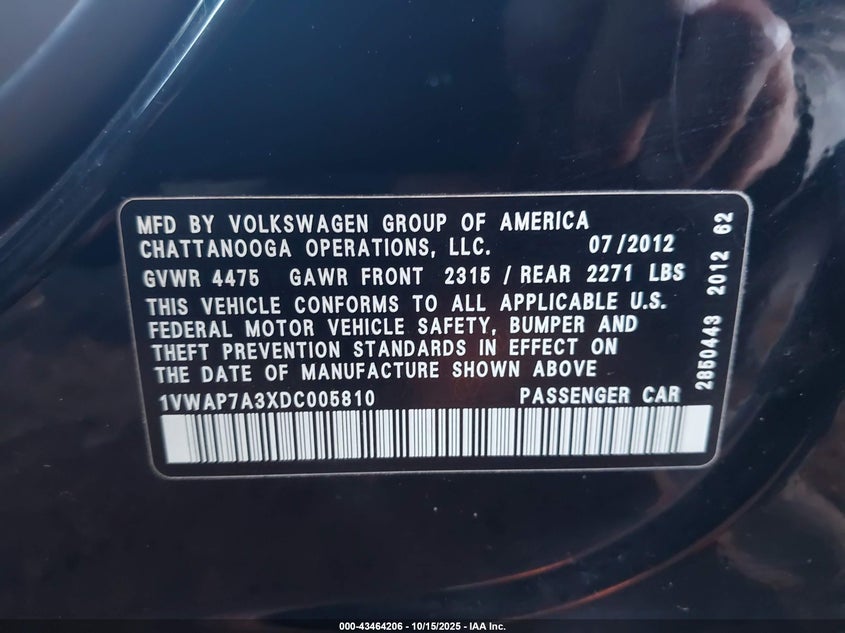 MFD BY VOLKSWAGEN GROUP OF AMERICA
CHATTANOOGA OPERATIONS, LLC. 07/2012
GVWR 4475 GAWR FRONT 2315 / REAR 2271 LBS
THIS VEHICLE CONFORMS TO ALL APPLICABLE U.S.
FEDERAL MOTOR VEHICLE SAFETY, BUMPER AND
THEFT PREVENTION STANDARDS IN EFFECT ON
THE DATE OF MANUFACTURE SHOWN ABOVE
1VWAP7A3XDC005810 PASSENGER CAR
2850443 2012 62
000-43464206 - 10/15/2025 - IAA Inc.